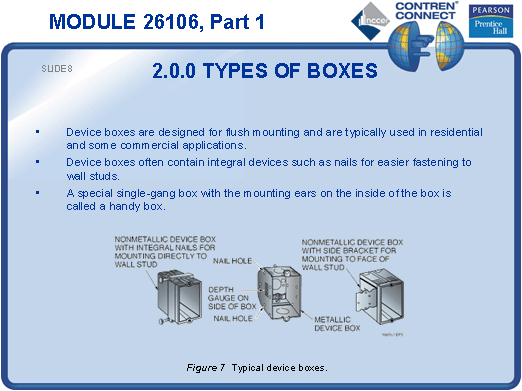 MODULE 26106, Part 1
nccer
CONTREN®
CONNECT
PEARSON
Prentice
Hall
SLIDE 8
2.0.0 TYPES OF BOXES
• Device boxes are designed for flush mounting and are typically used in residential
and some commercial applications.
• Device boxes often contain integral devices such as nails for easier fastening to
wall studs.
• A special single-gang box with the mounting ears on the inside of the box is
called a handy box.
NONMETALLIC DEVICE BOX
WITH INTEGRAL NAILS FOR
MOUNTING DIRECTLY TO
WALL STUD
NAIL HOLE
DEPTH
GAUGE ON
SIDE OF BOX
NAIL HOLE
NONMETALLIC DEVICE BOX
WITH SIDE BRACKET FOR
MOUNTING TO FACE OF
WALL STUD
METALLIC
DEVICE BOX
Figure 7 Typical device boxes.